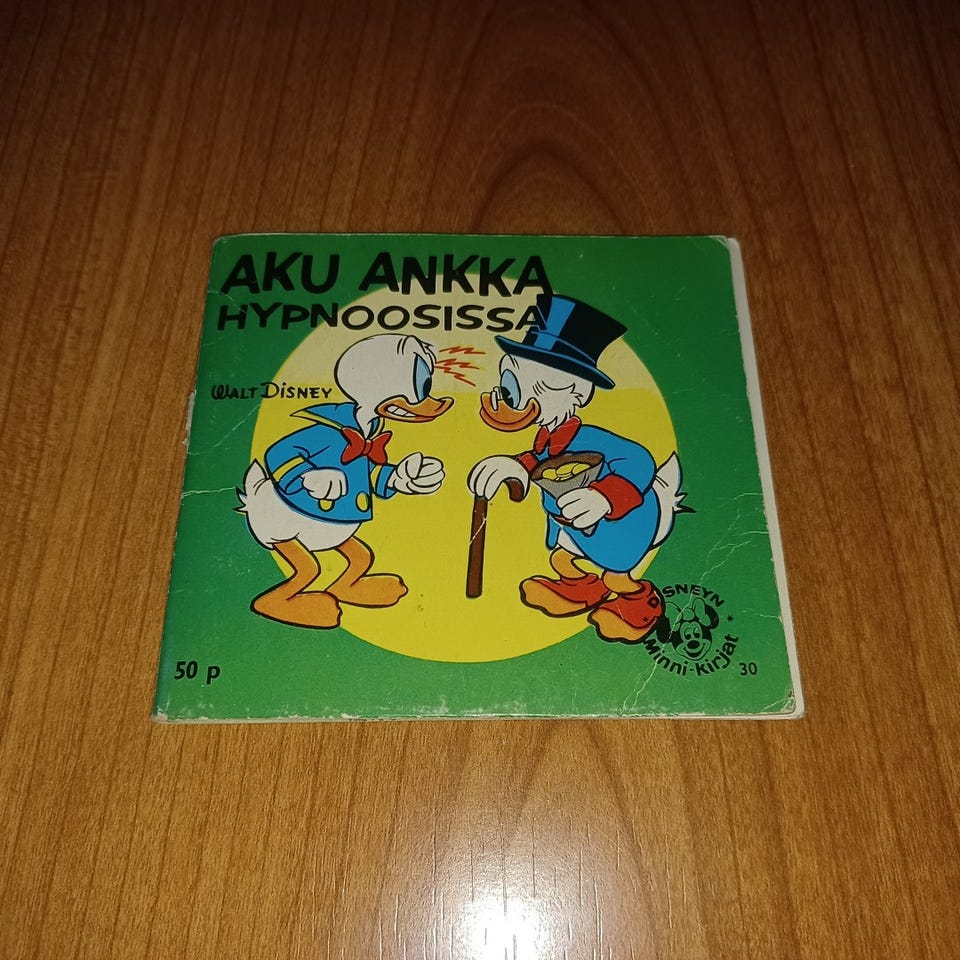 AKU ANKKA
HYPNOOSISSA
WALT DISNEY
DISNEYN
Minni-kirjat
50 p
30